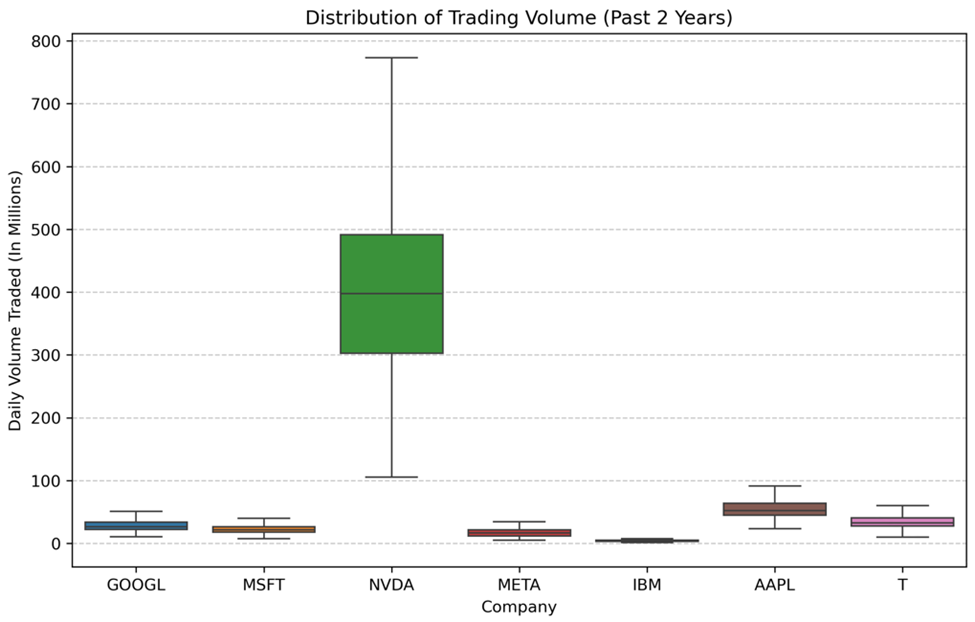 Distribution of Trading Volume (Past 2 Years)
Daily Volume Traded (In Millions)
800
700
600
500
400
300
200
100
0
GOOGL MSFT NVDA META IBM AAPL T
Company